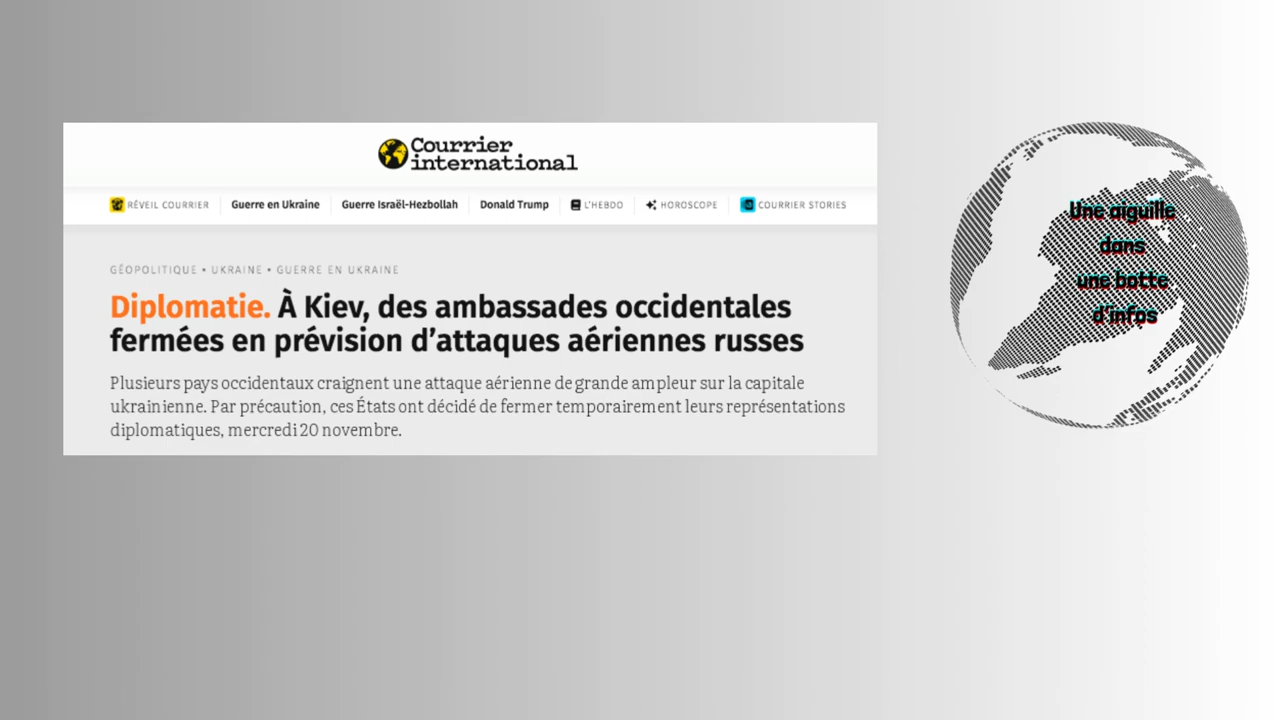 Courrier
international
RÉVEIL COURRIER Guerre en Ukraine Guerre Israël-Hezbollah Donald Trump L'HEBDO HOROSCOPE COURRIER STORIES
GÉOPOLITIQUE • UKRAINE • GUERRE EN UKRAINE
Diplomatie. À Kiev, des ambassades occidentales
fermées en prévision d’attaques aériennes russes
Plusieurs pays occidentaux craignent une attaque aérienne de grande ampleur sur la capitale
ukrainienne. Par précaution, ces États ont décidé de fermer temporairement leurs représentations
diplomatiques, mercredi 20 novembre.
Une aiguille
dans
une botte
d'infos